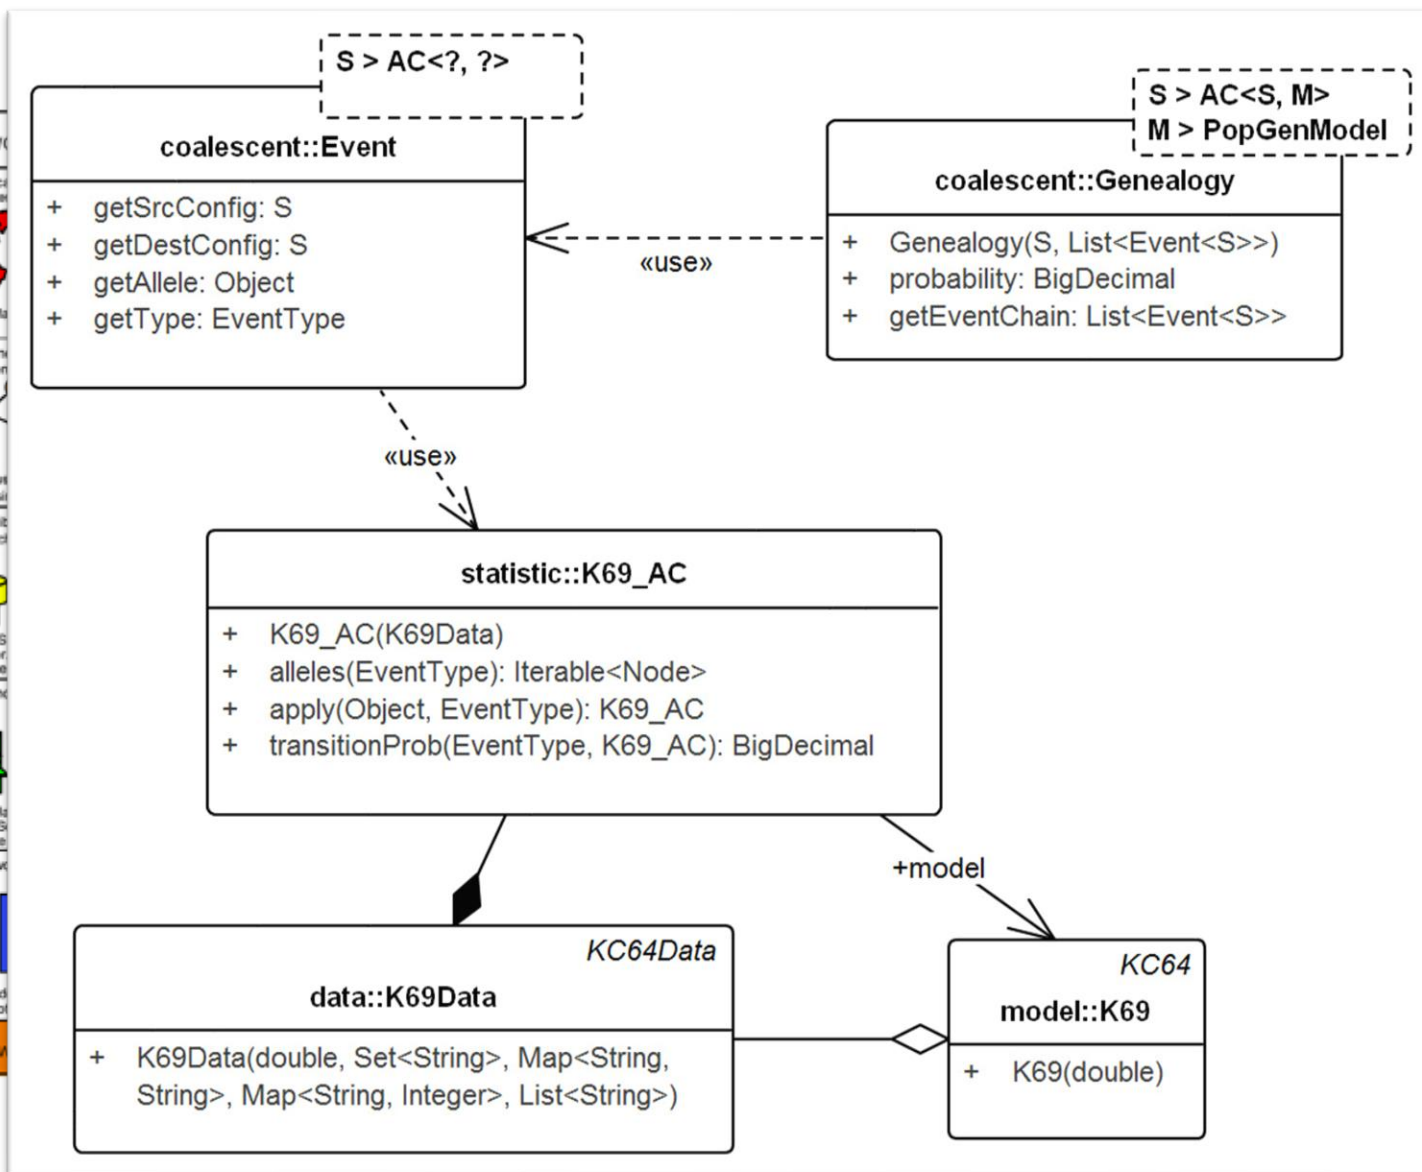 S > AC<?, ?>
coalescent::Event
+ getSrcConfig: S
+ getDestConfig: S
+ getAllele: Object
+ getType: EventType
S > AC<S, M>
M > PopGenModel
coalescent::Genealogy
+ Genealogy(S, List<Event<S>>)
+ probability: BigDecimal
+ getEventChain: List<Event<S>>
«use»
«use»
statistic::K69_AC
+ K69_AC(K69Data)
+ alleles(EventType): Iterable<Node>
+ apply(Object, EventType): K69_AC
+ transitionProb(EventType, K69_AC): BigDecimal
+model
KC64Data
data::K69Data
+ K69Data(double, Set<String>, Map<String,
String>, Map<String, Integer>, List<String>)
KC64
model::K69
+ K69(double)